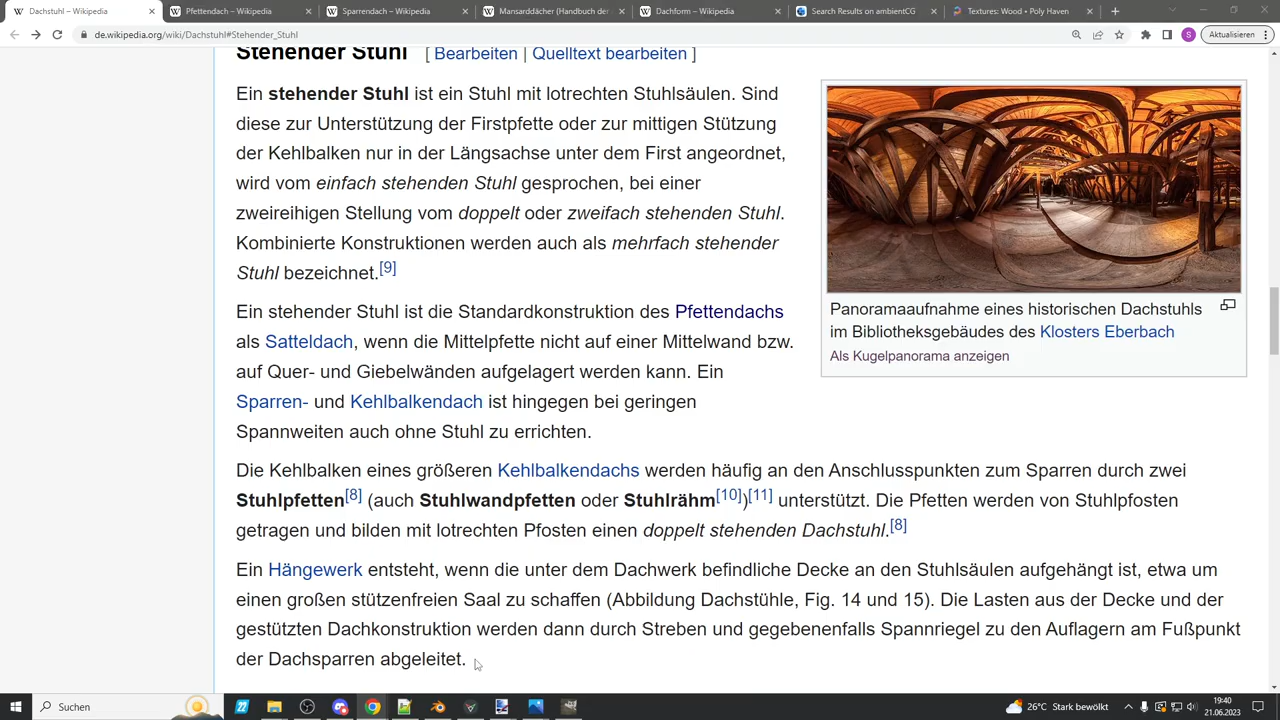 Dachstuhl – Wikipedia
Pfettendach – Wikipedia
Sparrendach – Wikipedia
Mansarddächer (Handbuch der
Dachform – Wikipedia
Search Results on ambientCG
Textures: Wood • Poly Haven
de.wikipedia.org/wiki/Dachstuhl#Stehender_Stuhl
S
Aktualisieren
Stehender Stuhl [ Bearbeiten | Quelltext bearbeiten ]
Ein stehender Stuhl ist ein Stuhl mit lotrechten Stuhlsäulen. Sind
diese zur Unterstützung der Firstpfette oder zur mittigen Stützung
der Kehlbalken nur in der Längsachse unter dem First angeordnet,
wird vom einfach stehenden Stuhl gesprochen, bei einer
zweireihigen Stellung vom doppelt oder zweifach stehenden Stuhl.
Kombinierte Konstruktionen werden auch als mehrfach stehender
Stuhl bezeichnet.[9]
Panoramaaufnahme eines historischen Dachstuhls
im Bibliotheksgebäudes des Klosters Eberbach
Als Kugelpanorama anzeigen
Ein stehender Stuhl ist die Standardkonstruktion des Pfettendachs
als Satteldach, wenn die Mittelpfette nicht auf einer Mittelwand bzw.
auf Quer- und Giebelwänden aufgelagert werden kann. Ein
Sparren- und Kehlbalkendach ist hingegen bei geringen
Spannweiten auch ohne Stuhl zu errichten.
Die Kehlbalken eines größeren Kehlbalkendachs werden häufig an den Anschlusspunkten zum Sparren durch zwei
Stuhlpfetten[8] (auch Stuhlwandpfetten oder Stuhlrähm[10])[11] unterstützt. Die Pfetten werden von Stuhlpfosten
getragen und bilden mit lotrechten Pfosten einen doppelt stehenden Dachstuhl.[8]
Ein Hängewerk entsteht, wenn die unter dem Dachwerk befindliche Decke an den Stuhlsäulen aufgehängt ist, etwa um
einen großen stützenfreien Saal zu schaffen (Abbildung Dachstühle, Fig. 14 und 15). Die Lasten aus der Decke und der
gestützten Dachkonstruktion werden dann durch Streben und gegebenenfalls Spannriegel zu den Auflagern am Fußpunkt
der Dachsparren abgeleitet.
Suchen
26°C Stark bewölkt
19:40
21.06.2023